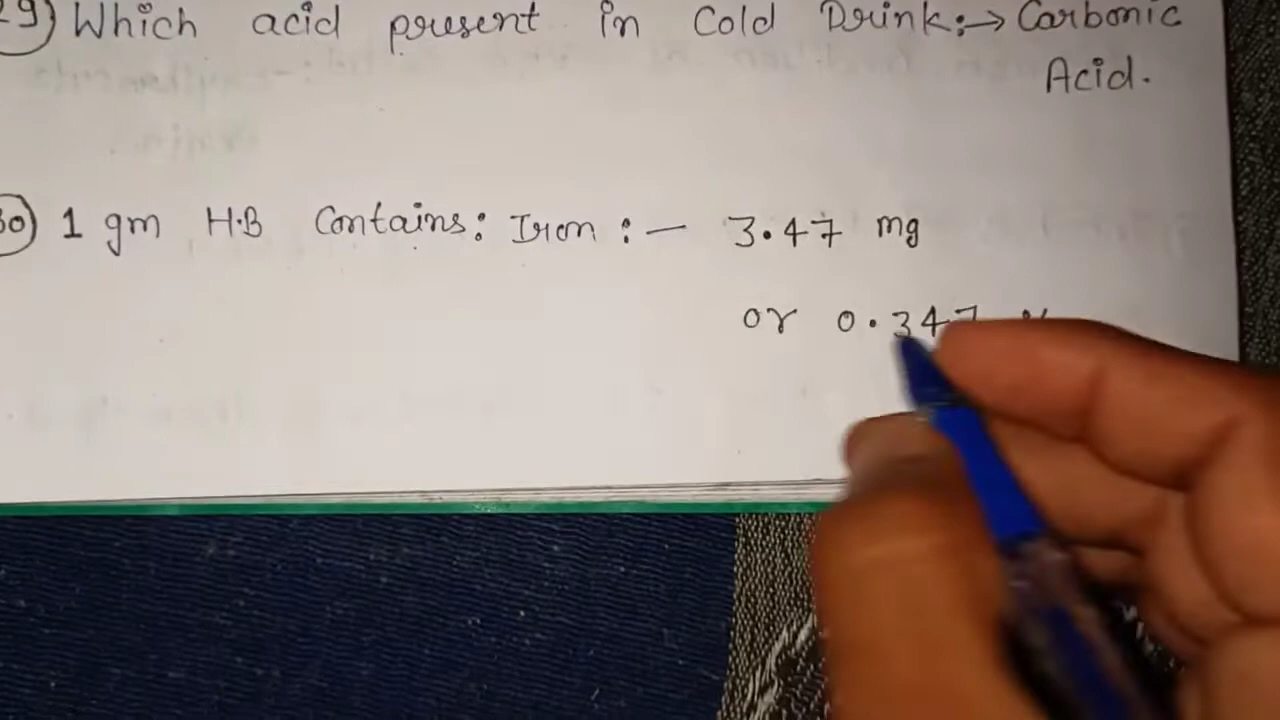 29) Which acid present in Cold Drink:→ Carbonic
Acid.
30) 1 gm H·B Contains: Iron :— 3.47 mg
or 0.347 %